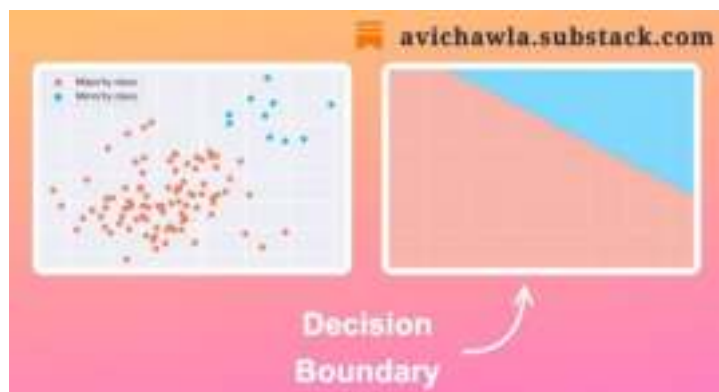 avichawla.substack.com
Majority class
Minority class
Decision
Boundary